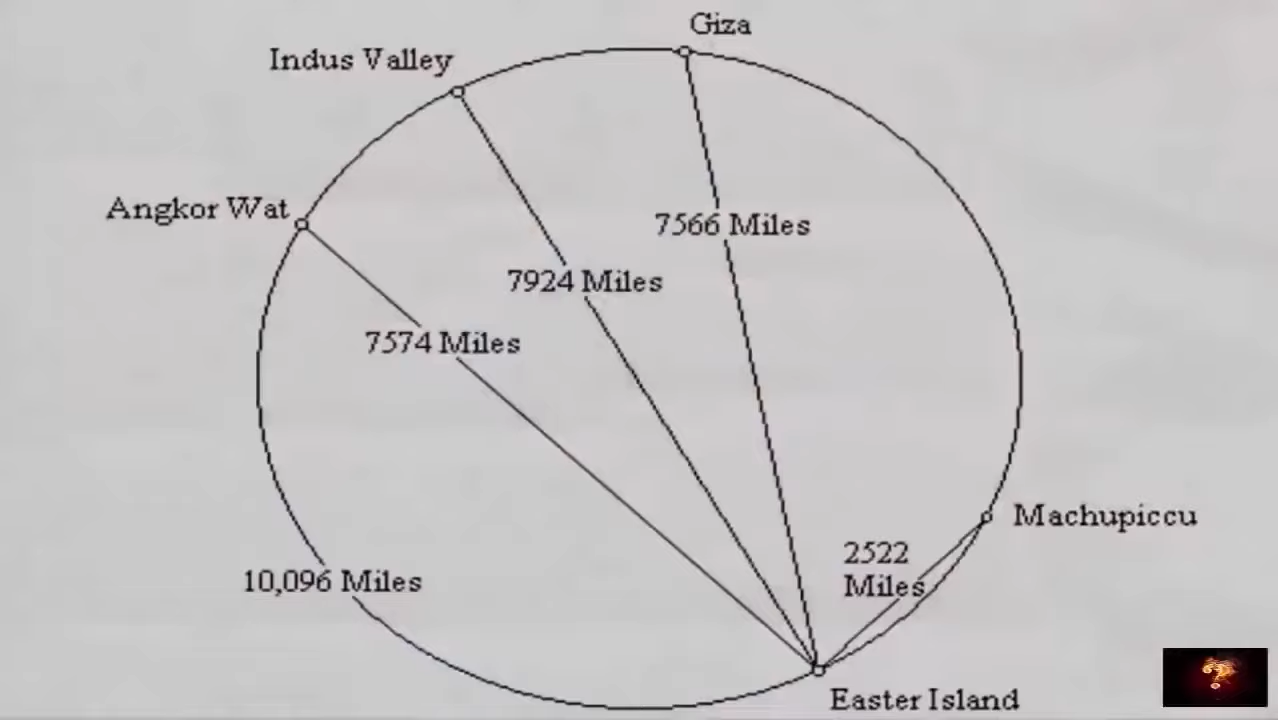 Giza
Indus Valley
Angkor Wat
7566 Miles
7924 Miles
7574 Miles
Machupiccu
2522
Miles
10,096 Miles
Easter Island